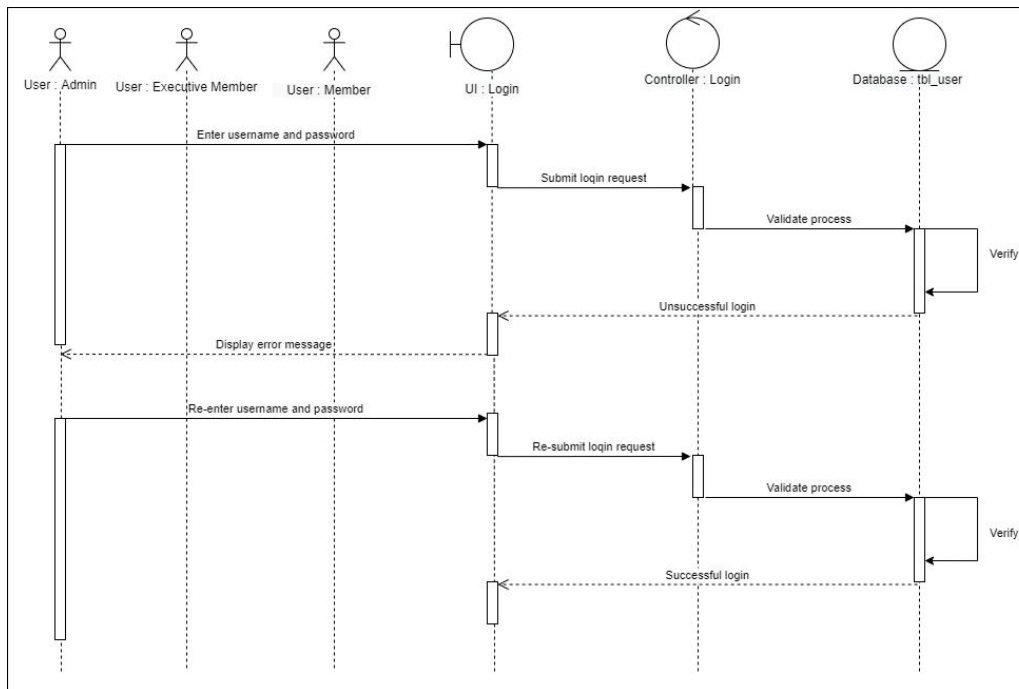 User : Admin
User : Executive Member
User : Member
UI : Login
Controller : Login
Database : tbl_user
Enter username and password
Submit login request
Validate process
Verify
Unsuccessful login
Display error message
Re-enter username and password
Re-submit login request
Validate process
Verify
Successful login